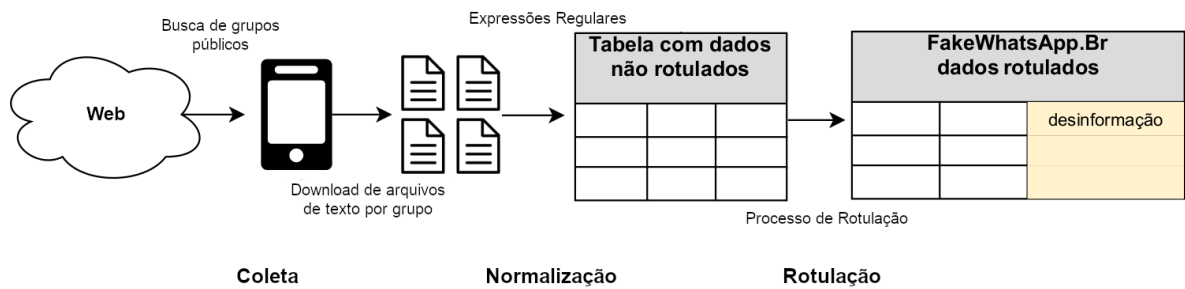 Busca de grupos
públicos
Expressões Regulares
Web
Download de arquivos
de texto por grupo
Tabela com dados
não rotulados
Processo de Rotulação
FakeWhatsApp.Br
dados rotulados
desinformação
Coleta
Normalização
Rotulação